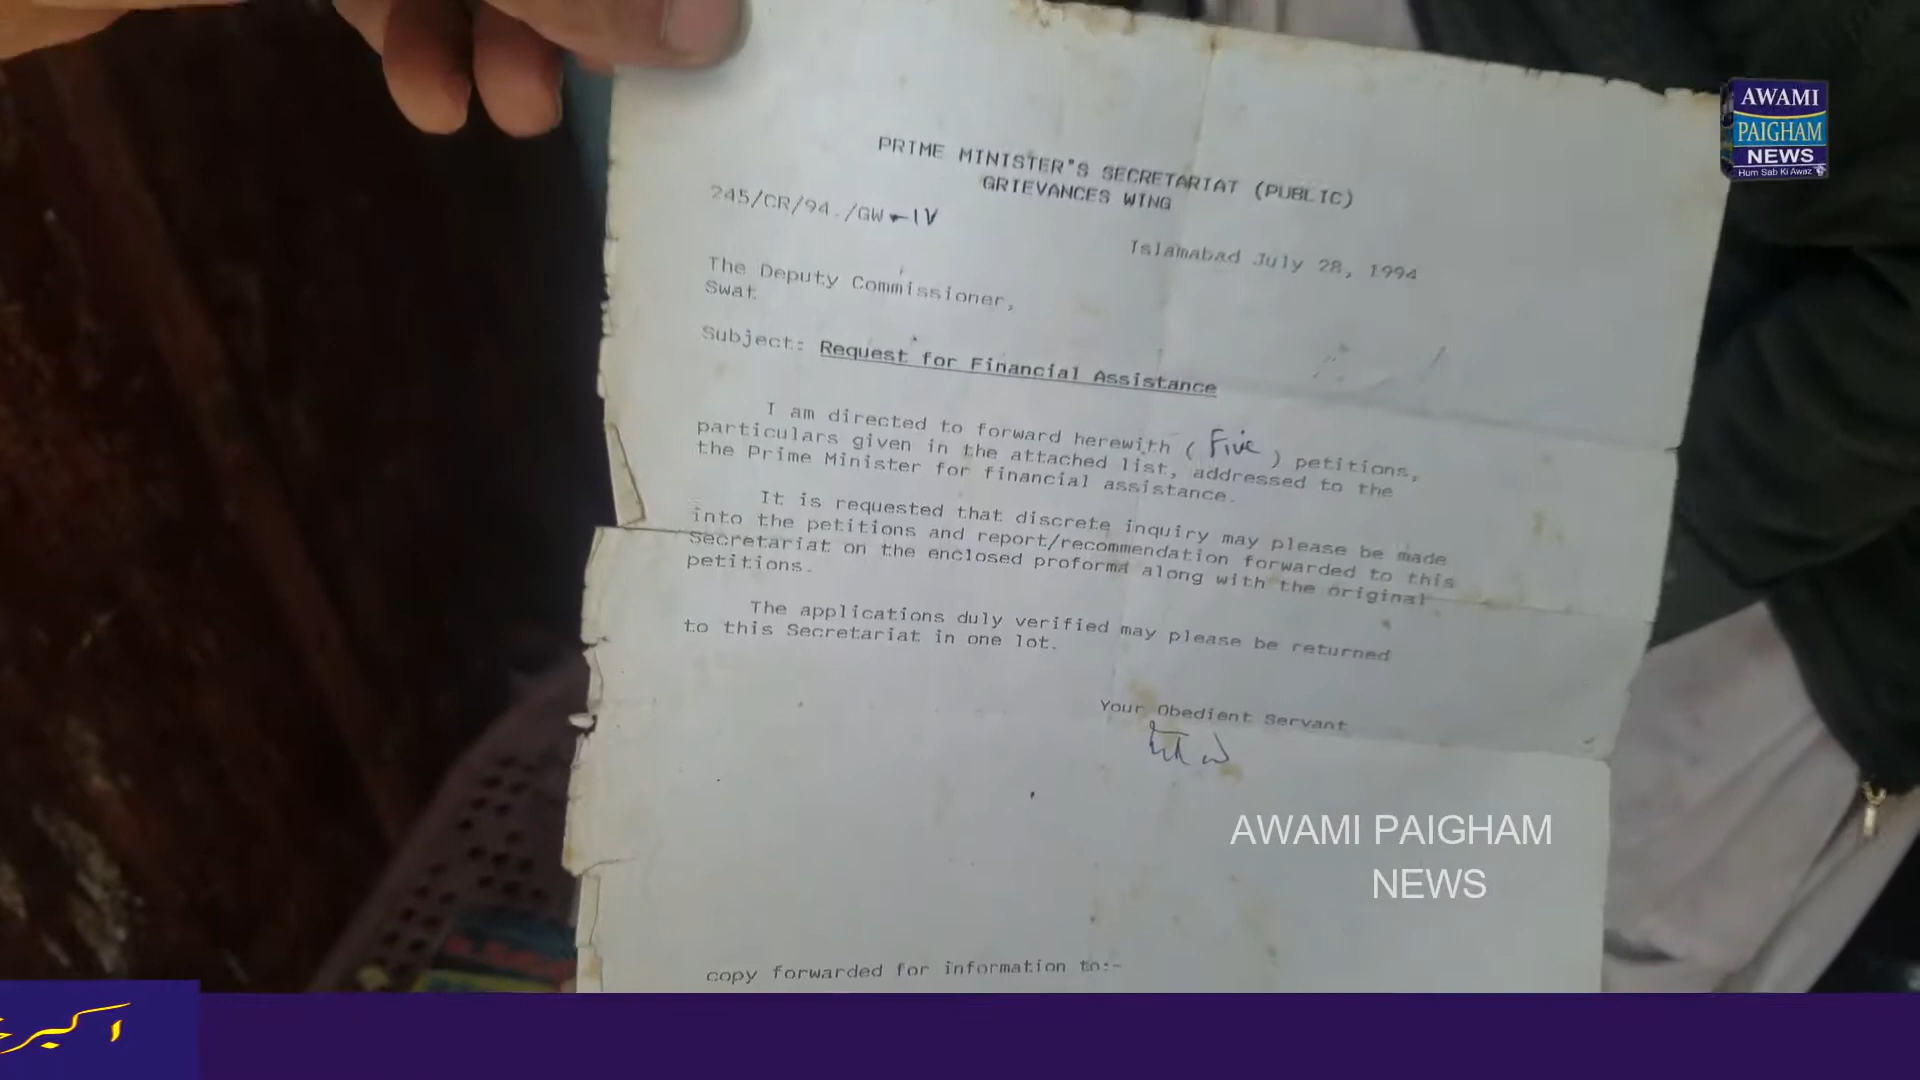 PRIME MINISTER'S SECRETARIAT (PUBLIC)
GRIEVANCES WING
245/CR/94./GW-IV
Islamabad July 28, 1994
The Deputy Commissioner,
Swat
Subject: Request for Financial Assistance
I am directed to forward herewith ( Five ) petitions,
particulars given in the attached list, addressed to the
the Prime Minister for financial assistance.
It is requested that discrete inquiry may please be made
into the petitions and report/recommendation forwarded to this
Secretariat on the enclosed proforma along with the original
petitions.
The applications duly verified may please be returned
to this Secretariat in one lot.
Your Obedient Servant
copy forwarded for information to:-
AWAMI
PAIGHAM
NEWS
Hum Sab Ki Awaz
AWAMI PAIGHAM
NEWS